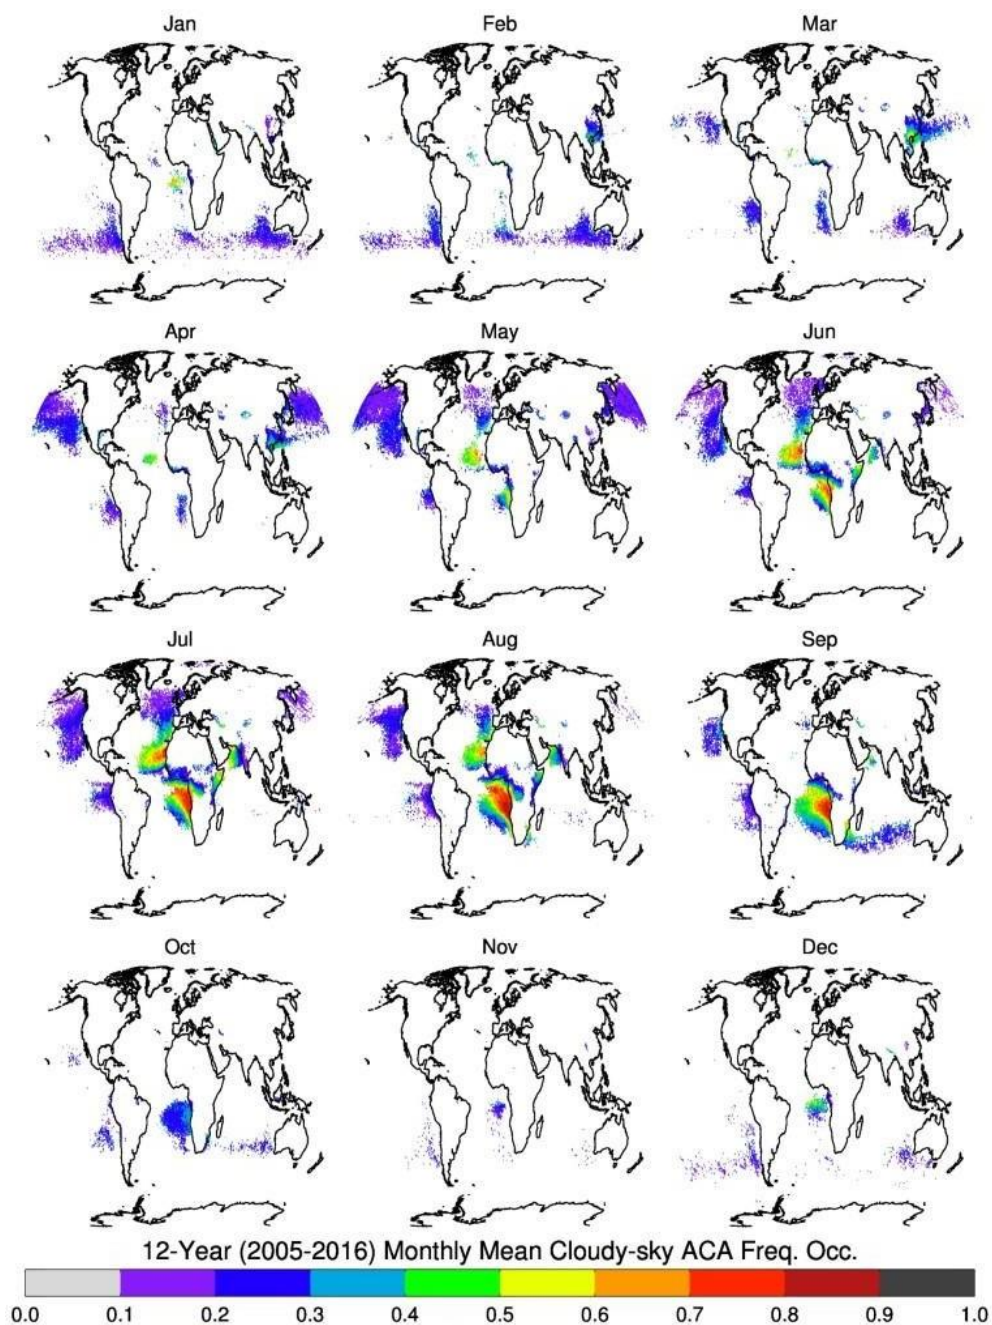 Jan Feb Mar
Apr May Jun
Jul Aug Sep
Oct Nov Dec
12-Year (2005-2016) Monthly Mean Cloudy-sky ACA Freq. Occ.
0.0 0.1 0.2 0.3 0.4 0.5 0.6 0.7 0.8 0.9 1.0